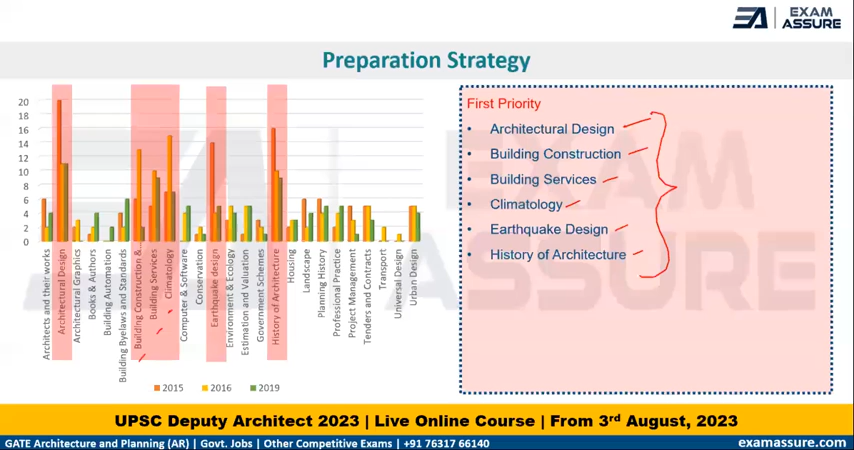 EXAM
ASSURE
Preparation Strategy
20
18
16
14
12
10
8
6
4
2
0
Architects and their works
Architectural Design
Architectural Graphics
Books & Authors
Building Automation
Building Byelaws and Standards
Building Construction &...
Building Services
Climatology
Computer & Software
Conservation
Earthquake design
Environment & Ecology
Estimation and Valuation
Government Schemes
History of Architecture
Housing
Landscape
Planning History
Professional Practice
Project Management
Tenders and Contracts
Transport
Universal Design
Urban Design
2015
2016
2019
First Priority
• Architectural Design
• Building Construction
• Building Services
• Climatology
• Earthquake Design
• History of Architecture
EXAM
ASSURE
UPSC Deputy Architect 2023 | Live Online Course | From 3rd August, 2023
GATE Architecture and Planning (AR) | Govt. Jobs | Other Competitive Exams | +91 76317 66140
examassure.com